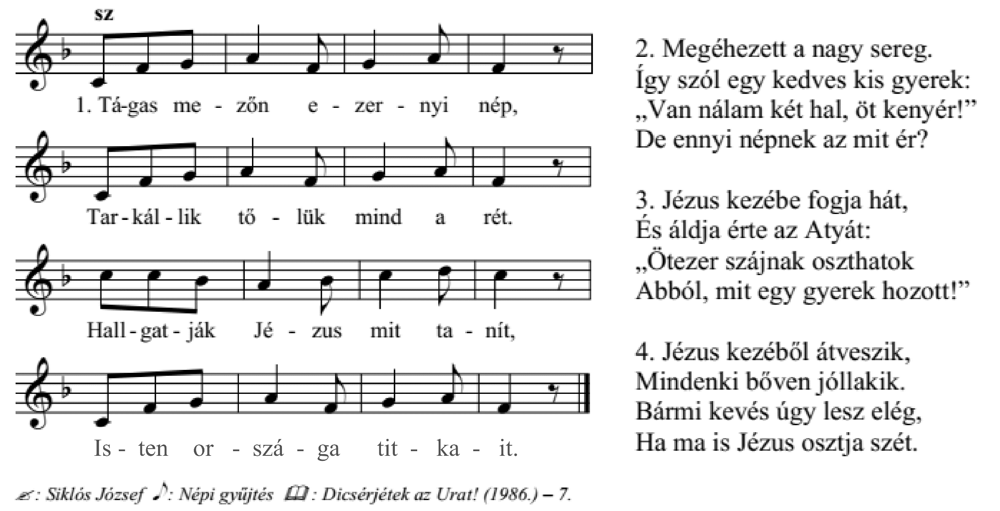 sz
1. Tá-gas me - zőn e - zer - nyi nép,
Tar - kál - lik tő - lük mind a rét.
Hall - gat - ják Jé - zus mit ta - nít,
Is - ten or - szá - ga tit - ka - it.
: Siklós József : Népi gyűjtés : Dicsérjétek az Urat! (1986.) – 7.
2. Megéhezett a nagy sereg.
Így szól egy kedves kis gyerek:
„Van nálam két hal, öt kenyér!”
De ennyi népnek az mit ér?
3. Jézus kezébe fogja hát,
És áldja érte az Atyát:
„Ötezer szájnak oszthatok
Abból, mit egy gyerek hozott!”
4. Jézus kezéből átveszik,
Mindenki bőven jóllakik.
Bármi kevés úgy lesz elég,
Ha ma is Jézus osztja szét.